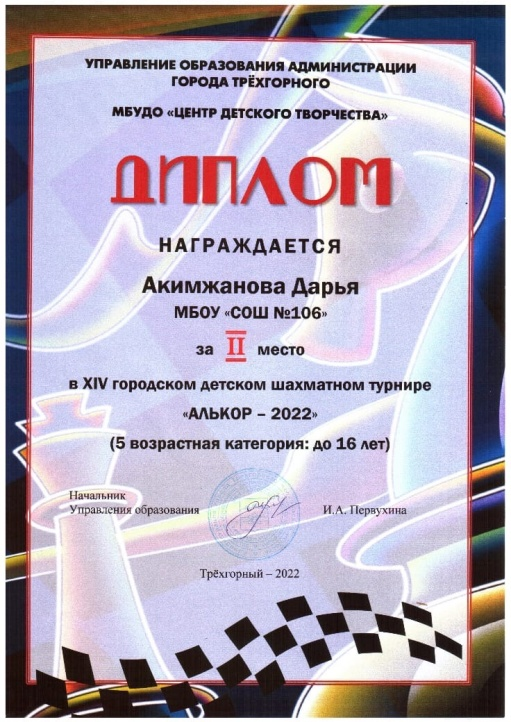 УПРАВЛЕНИЕ ОБРАЗОВАНИЯ АДМИНИСТРАЦИИ
ГОРОДА ТРЁХГОРНОГО
МБУДО «ЦЕНТР ДЕТСКОГО ТВОРЧЕСТВА»
ДИПЛОМ
НАГРАЖДАЕТСЯ
Акимжанова Дарья
МБОУ «СОШ №106»
за II место
в XIV городском детском шахматном турнире
«АЛЬКОР – 2022»
(5 возрастная категория: до 16 лет)
Начальник
Управления образования И.А. Первухина
Трёхгорный – 2022